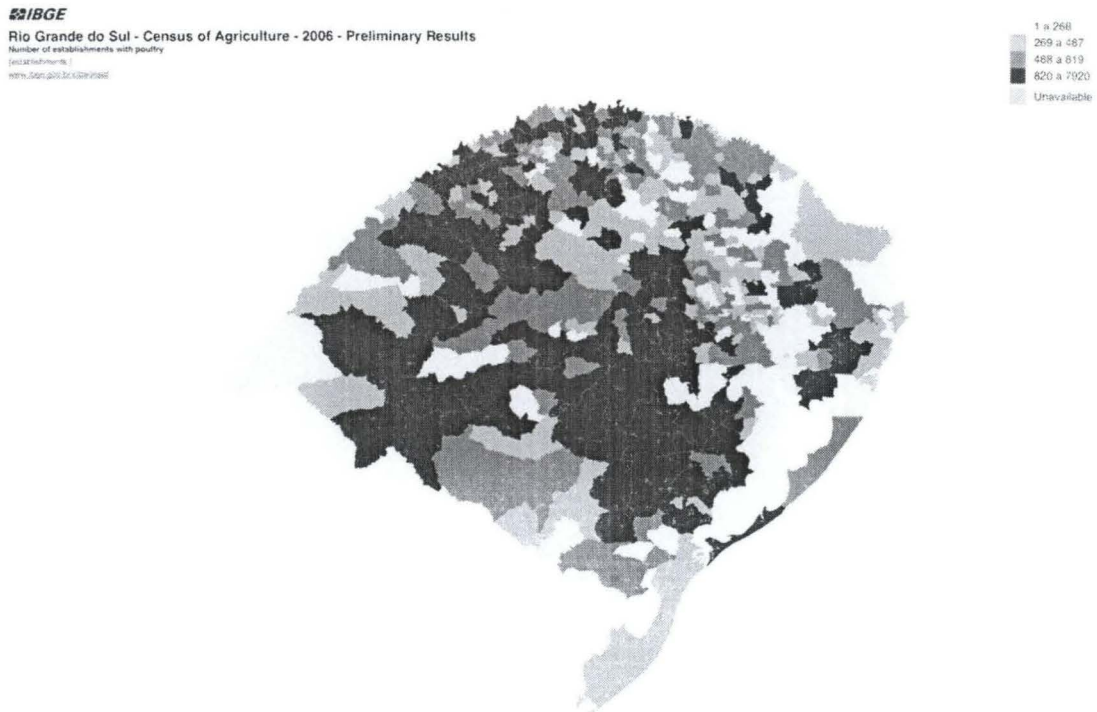 IBGE
Rio Grande do Sul - Census of Agriculture - 2006 - Preliminary Results
Number of establishments with poultry
[establishments]
1 a 268
269 a 487
488 a 819
820 a 7920
Unavailable